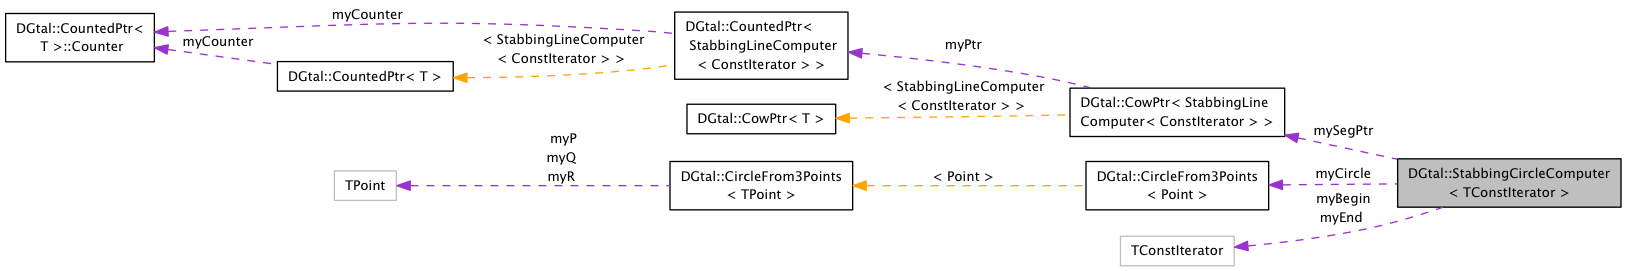 DGtal::CountedPtr<
T >::Counter
myCounter
myCounter
DGtal::CountedPtr< T >
< StabbingLineComputer
< ConstIterator > >
DGtal::CountedPtr<
StabbingLineComputer
< ConstIterator > >
myPtr
DGtal::CowPtr< T >
< StabbingLineComputer
< ConstIterator > >
DGtal::CowPtr< StabbingLine
Computer< ConstIterator > >
mySegPtr
TPoint
myP
myQ
myR
DGtal::CircleFrom3Points
< TPoint >
< Point >
DGtal::CircleFrom3Points
< Point >
myCircle
myBegin
myEnd
DGtal::StabbingCircleComputer
< TConstIterator >
TConstIterator